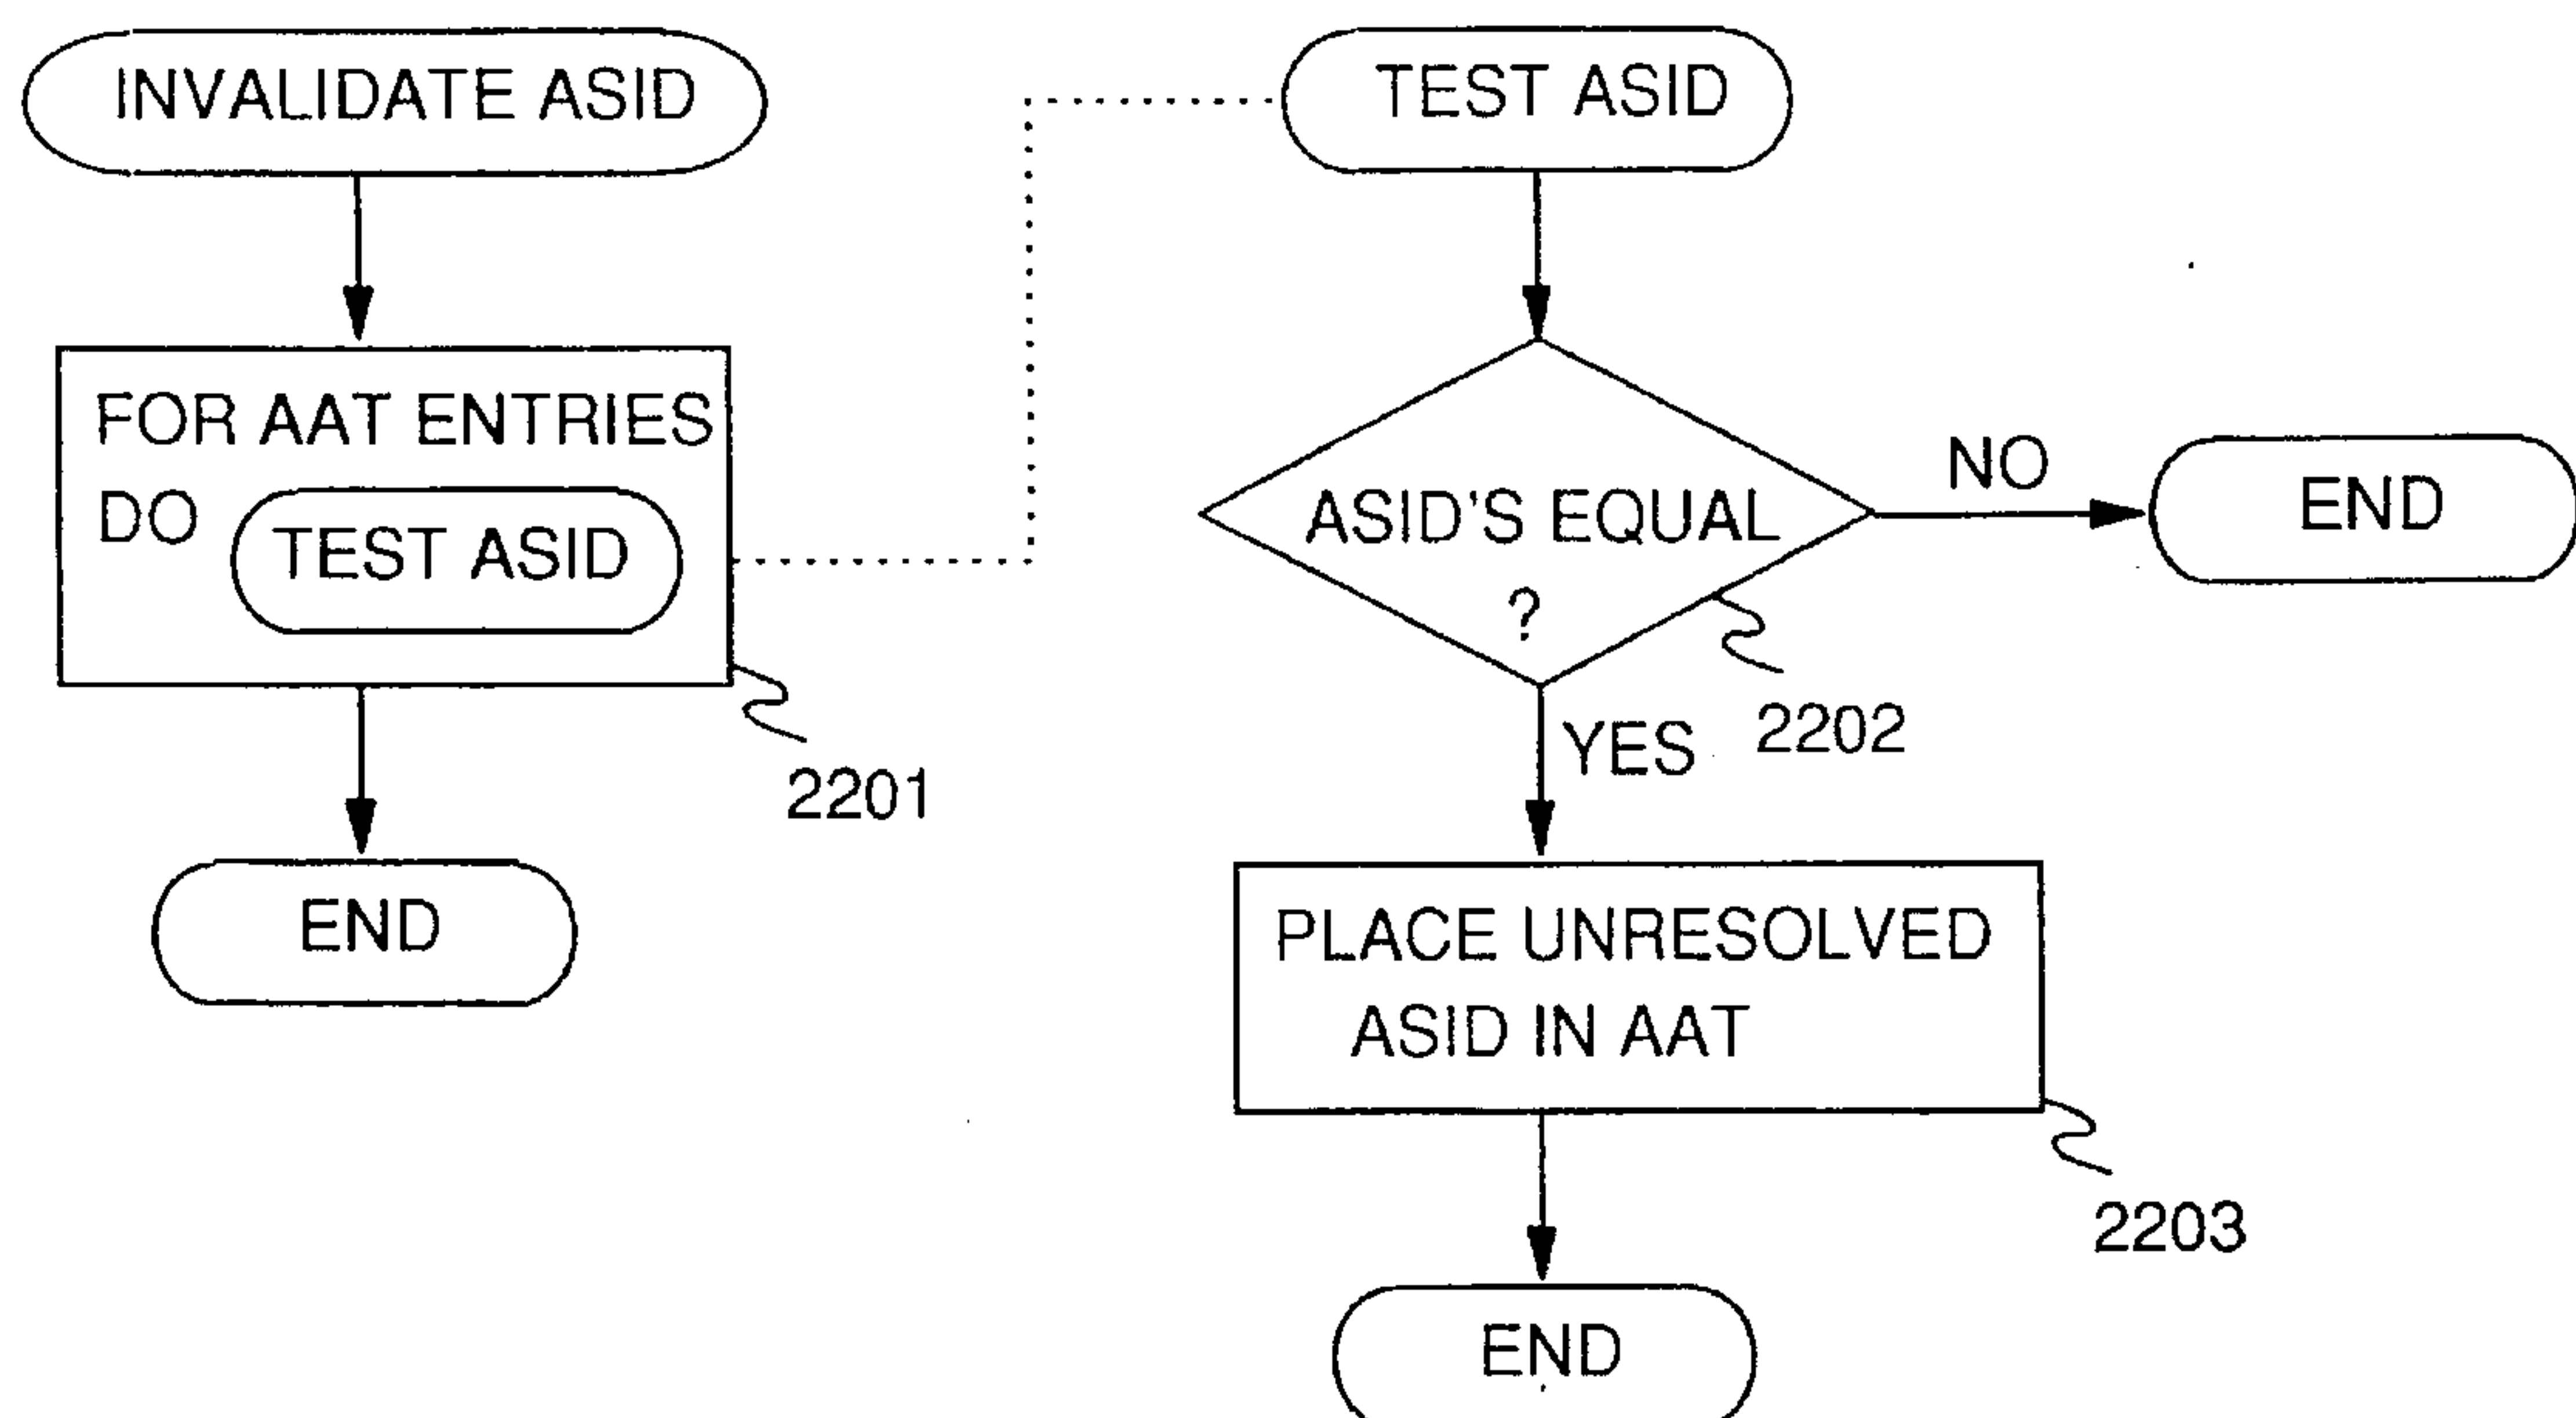 INVALIDATE ASID
FOR AAT ENTRIES
DO
TEST ASID
2201
END
TEST ASID
ASID'S EQUAL
?
NO
END
2202
YES
PLACE UNRESOLVED
ASID IN AAT
2203
END